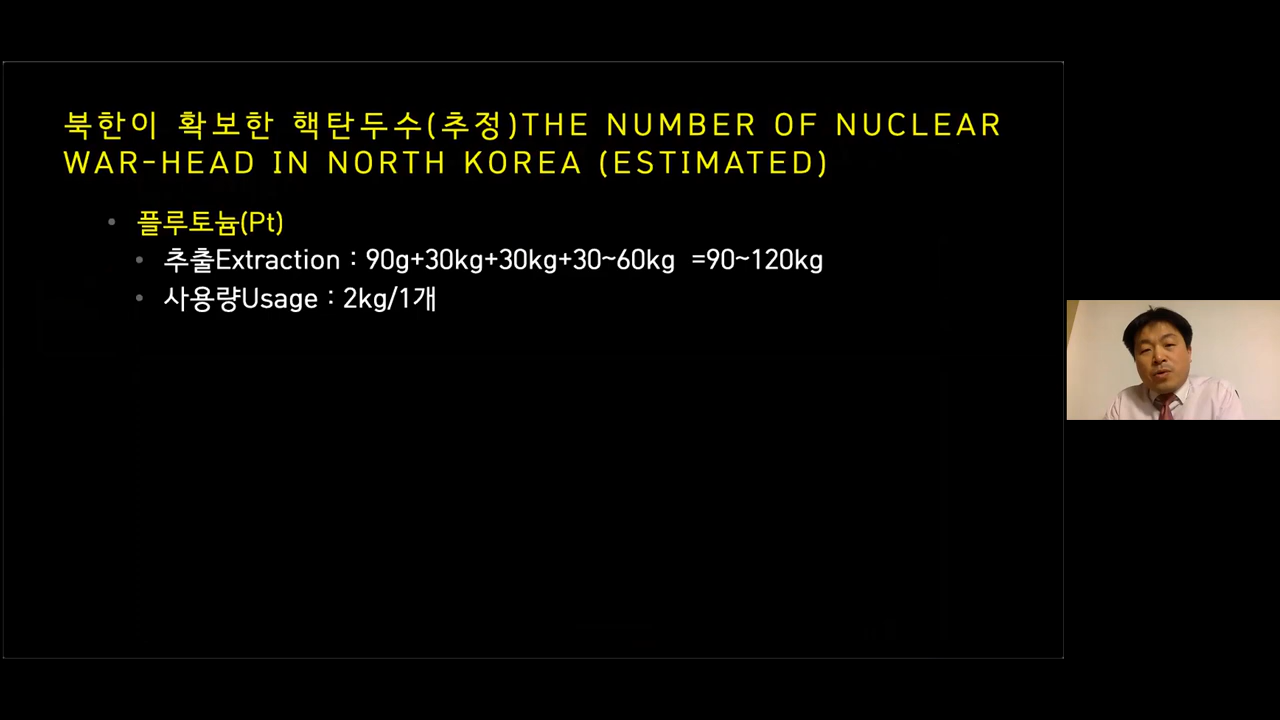 북한이 확보한 핵탄두수(추정)THE NUMBER OF NUCLEAR
WAR-HEAD IN NORTH KOREA (ESTIMATED)
• 플루토늄(Pt)
• 추출Extraction : 90g+30kg+30kg+30~60kg =90~120kg
• 사용량Usage : 2kg/1개